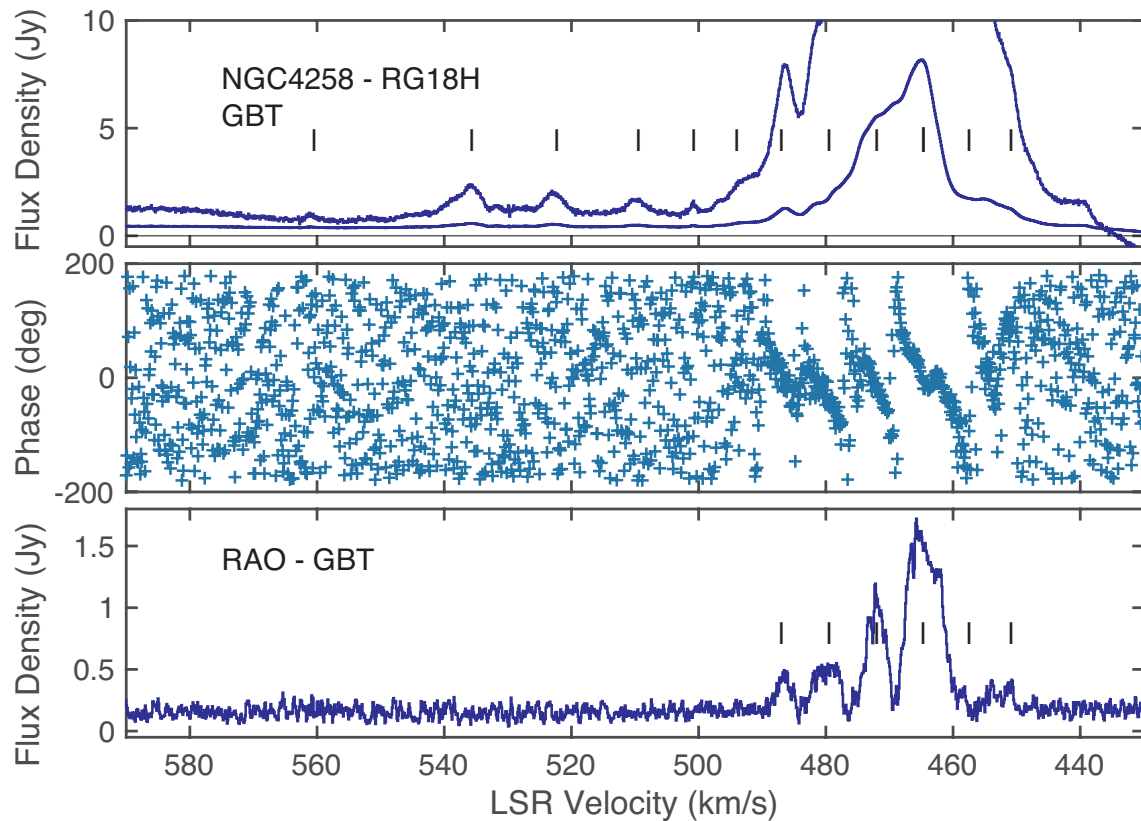 10
5
0
Flux Density (Jy)
NGC4258 - RG18H
GBT
200
0
-200
Phase (deg)
1.5
1
0.5
0
Flux Density (Jy)
RAO - GBT
580 560 540 520 500 480 460 440
LSR Velocity (km/s)